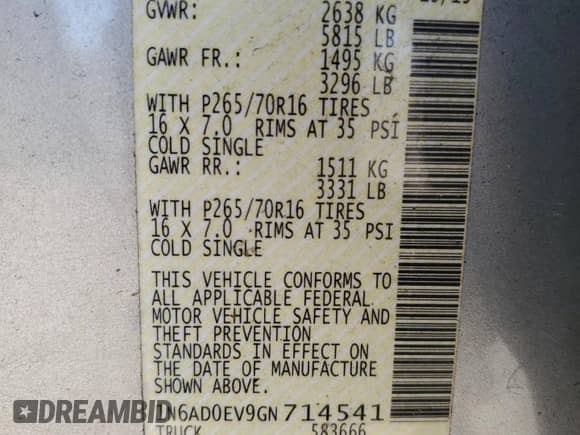 GVWR: 2638 KG
5815 LB
GAWR FR.: 1495 KG
3296 LB
WITH P265/70R16 TIRES
16 X 7.0 RIMS AT 35 PSI
COLD SINGLE
GAWR RR.: 1511 KG
3331 LB
WITH P265/70R16 TIRES
16 X 7.0 RIMS AT 35 PSI
COLD SINGLE
THIS VEHICLE CONFORMS TO
ALL APPLICABLE FEDERAL
MOTOR VEHICLE SAFETY AND
THEFT PREVENTION
STANDARDS IN EFFECT ON
THE DATE OF MANUFACTURE
SHOWN ABOVE.
1N6AD0EV9GN714541
TRUCK 583666
BIDCARS HISTORY